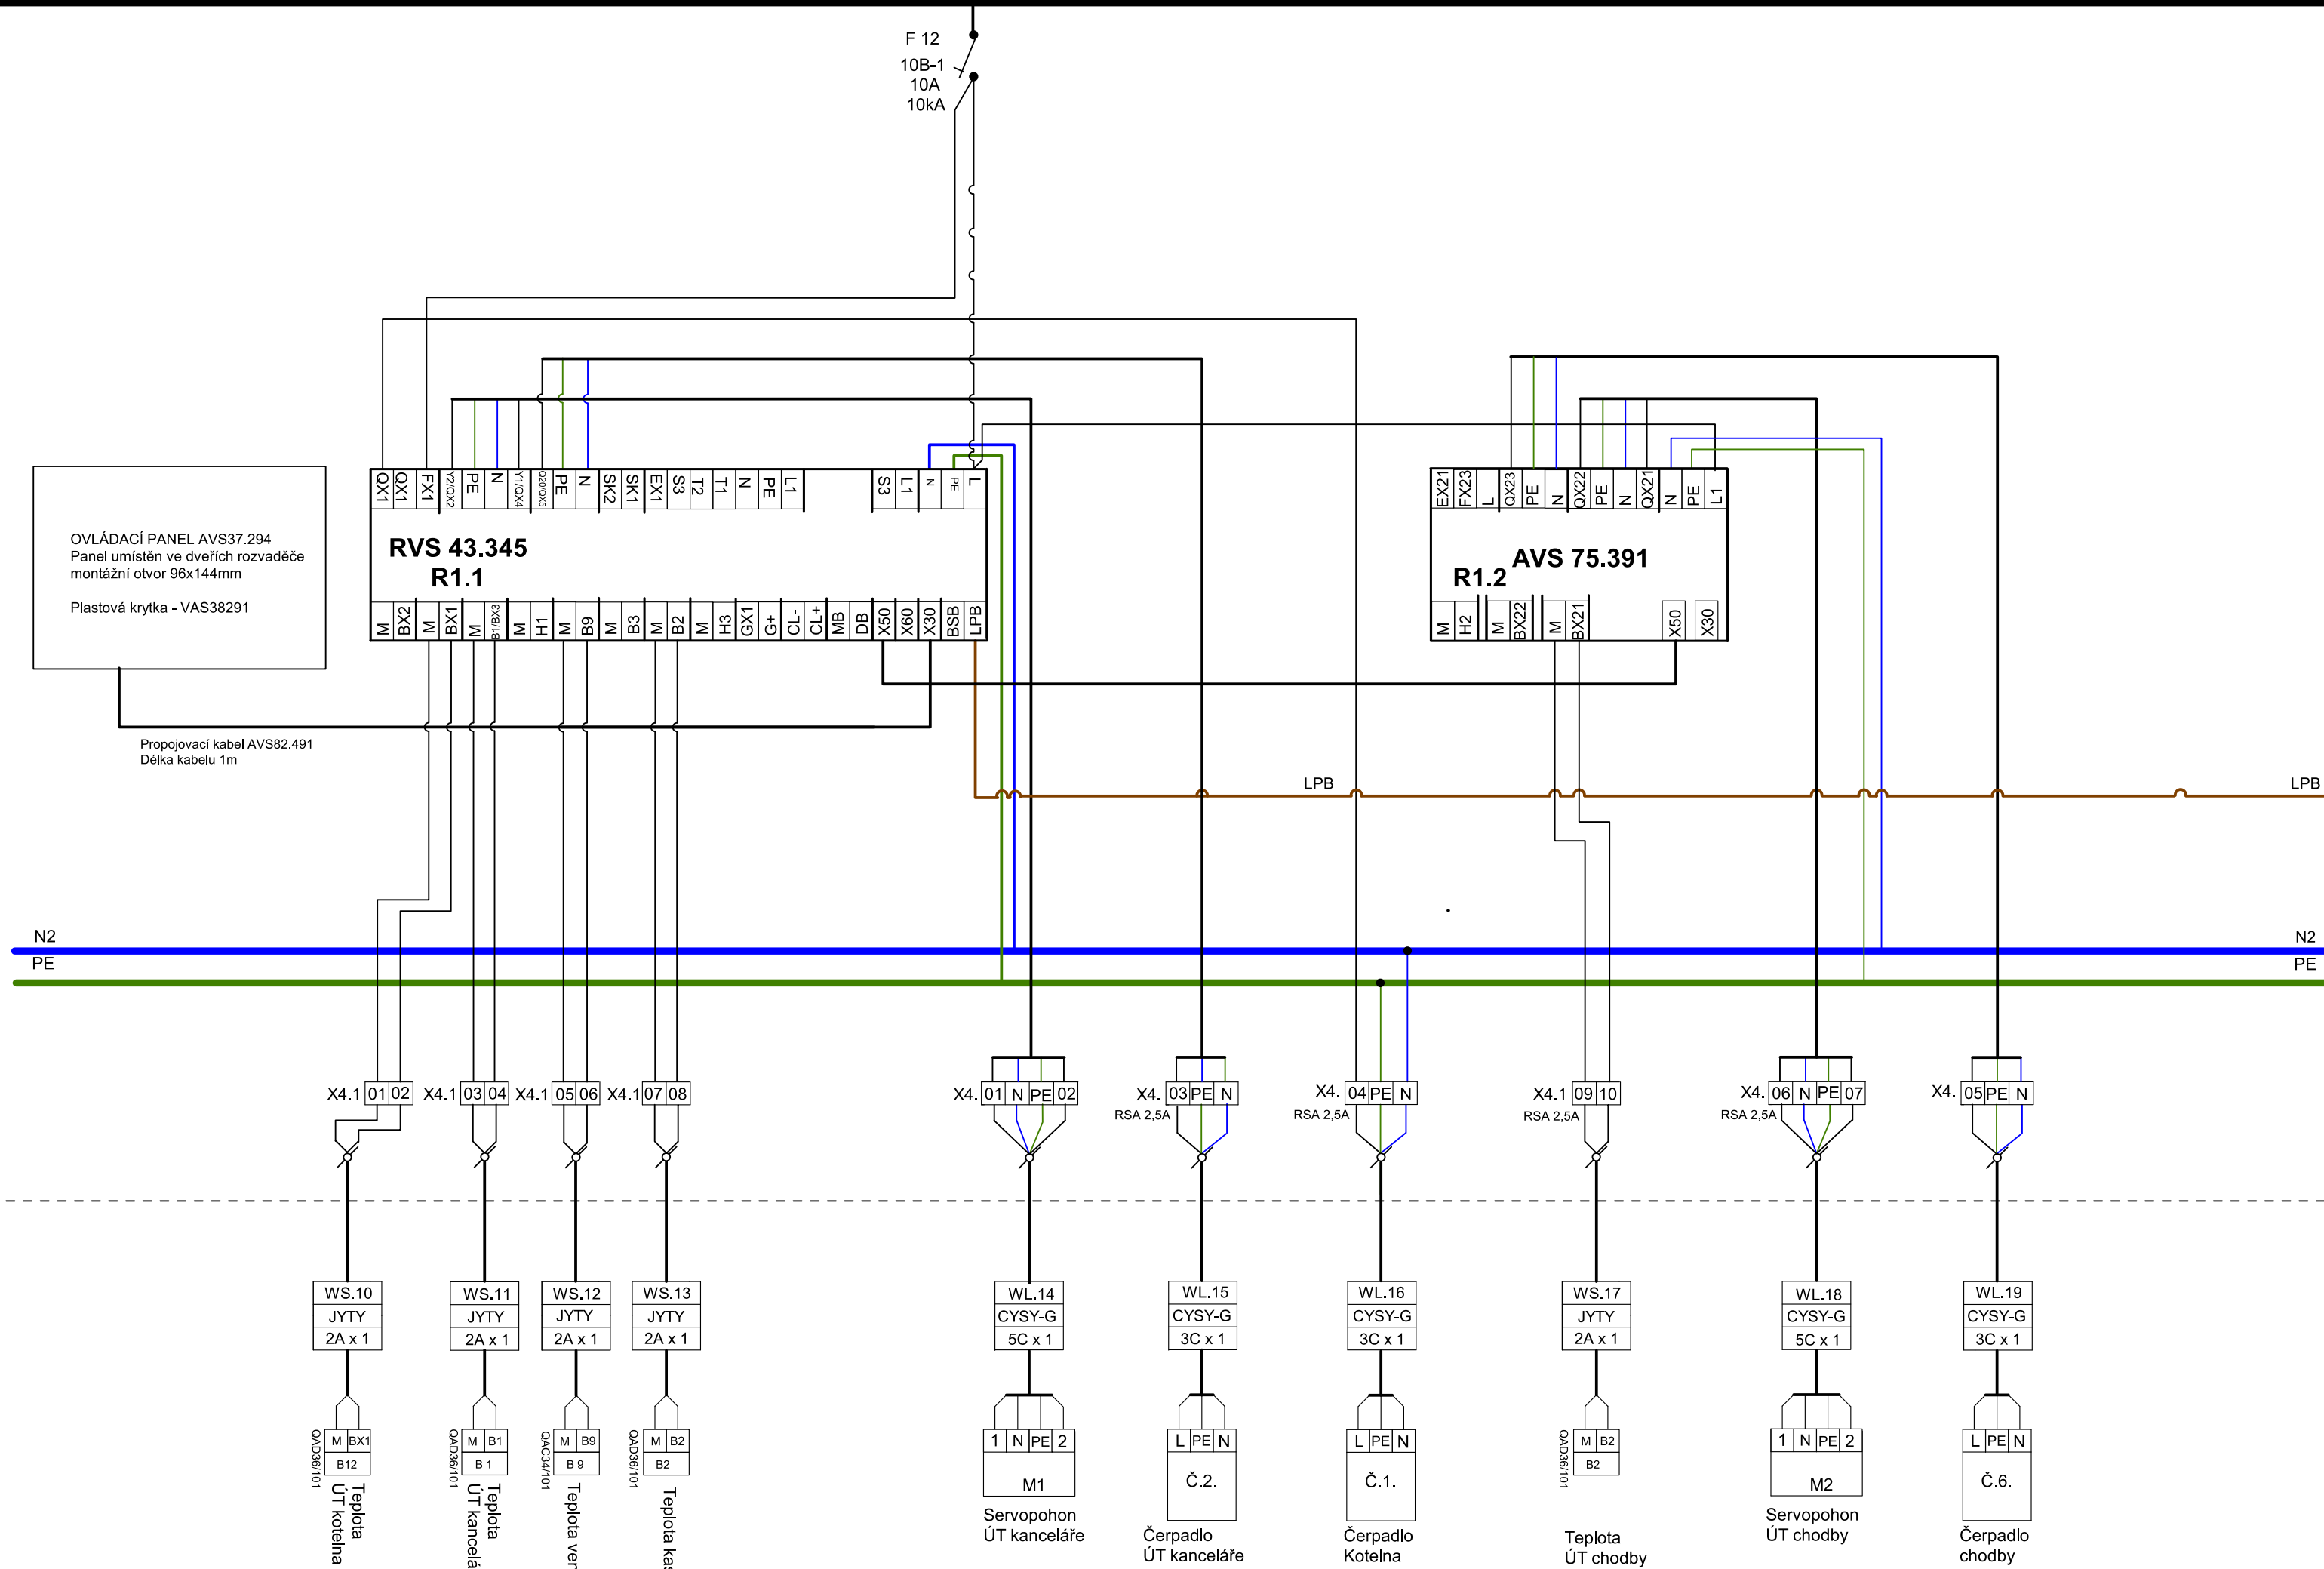 F 12
10B-1
10A
10kA
OVLÁDACÍ PANEL AVS37.294
Panel umístěn ve dveřích rozvaděče
montážní otvor 96x144mm
Plastová krytka - VAS38291
QX1 QX1 FX1 Y2/QX2 PE N Y1/QX4 Q20/QX5 PE N SK2 SK1 EX1 S3 T2 T1 N PE L1 S3 L1 N PE L
RVS 43.345
R1.1
M BX2 M BX1 M B1/BX3 M H1 M B9 M B3 M B2 M H3 GX1 G+ CL- CL+ MB DB X50 X60 X30 BSB LPB
EX21 FX23 L QX23 PE N QX22 PE N QX21 N PE L1
AVS 75.391
R1.2
M H2 M BX22 M BX21 X50 X30
Propojovací kabel AVS82.491
Délka kabelu 1m
LPB LPB
N2 N2
PE PE
X4.1 01 02
X4.1 03 04
X4.1 05 06
X4.1 07 08
X4. 01 N PE 02
X4. 03 PE N
RSA 2,5A
X4. 04 PE N
RSA 2,5A
X4.1 09 10
RSA 2,5A
X4. 06 N PE 07
RSA 2,5A
X4. 05 PE N
WS.10
JYTY
2A x 1
WS.11
JYTY
2A x 1
WS.12
JYTY
2A x 1
WS.13
JYTY
2A x 1
WL.14
CYSY-G
5C x 1
WL.15
CYSY-G
3C x 1
WL.16
CYSY-G
3C x 1
WS.17
JYTY
2A x 1
WL.18
CYSY-G
5C x 1
WL.19
CYSY-G
3C x 1
QAD36/101
M BX1
B12
Teplota
ÚT kotelna
QAD36/101
M B1
B 1
Teplota
ÚT kancelá
QAC34/101
M B9
B 9
Teplota ver
QAD36/101
M B2
B2
Teplota kas
1 N PE 2
M1
Servopohon
ÚT kanceláře
L PE N
Č.2.
Čerpadlo
ÚT kanceláře
L PE N
Č.1.
Čerpadlo
Kotelna
QAD36/101
M B2
B2
Teplota
ÚT chodby
1 N PE 2
M2
Servopohon
ÚT chodby
L PE N
Č.6.
Čerpadlo
chodby